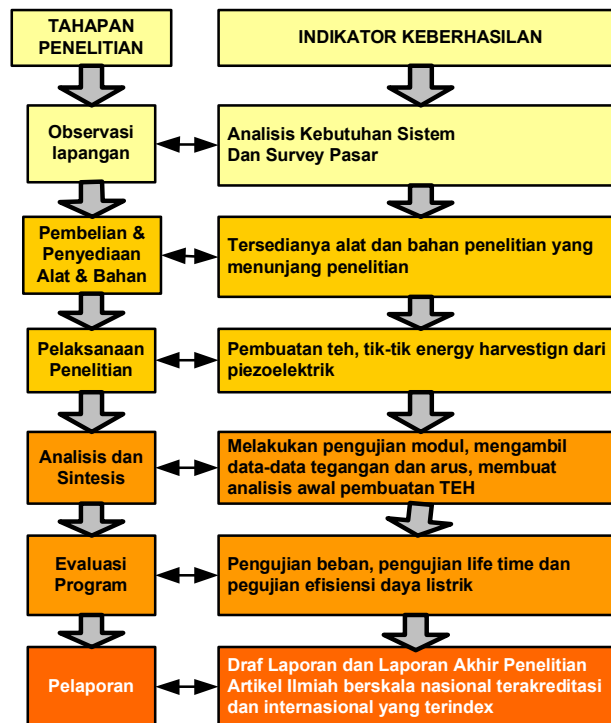 TAHAPAN
PENELITIAN
INDIKATOR KEBERHASILAN
Observasi
lapangan
Analisis Kebutuhan Sistem
Dan Survey Pasar
Pembelian &
Penyediaan
Alat & Bahan
Tersedianya alat dan bahan penelitian yang
menunjang penelitian
Pelaksanaan
Penelitian
Pembuatan teh, tik-tik energy harvestign dari
piezoelektrik
Analisis dan
Sintesis
Melakukan pengujian modul, mengambil
data-data tegangan dan arus, membuat
analisis awal pembuatan TEH
Evaluasi
Program
Pengujian beban, pengujian life time dan
pegujian efisiensi daya listrik
Pelaporan
Draf Laporan dan Laporan Akhir Penelitian
Artikel Ilmiah berskala nasional terakreditasi
dan internasional yang terindex